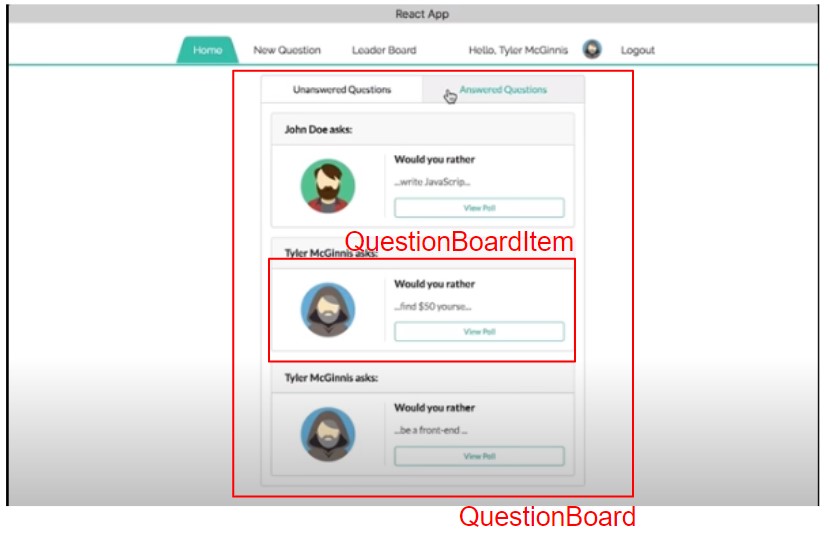 React App
Home New Question Leader Board Hello, Tyler McGinnis Logout
Unanswered Questions Answered Questions
John Doe asks:
Would you rather
...write JavaScrip...
View Poll
QuestionBoardItem
Tyler McGinnis asks:
Would you rather
...find $50 yourse...
View Poll
Tyler McGinnis asks:
Would you rather
...be a front-end ...
View Poll
QuestionBoard